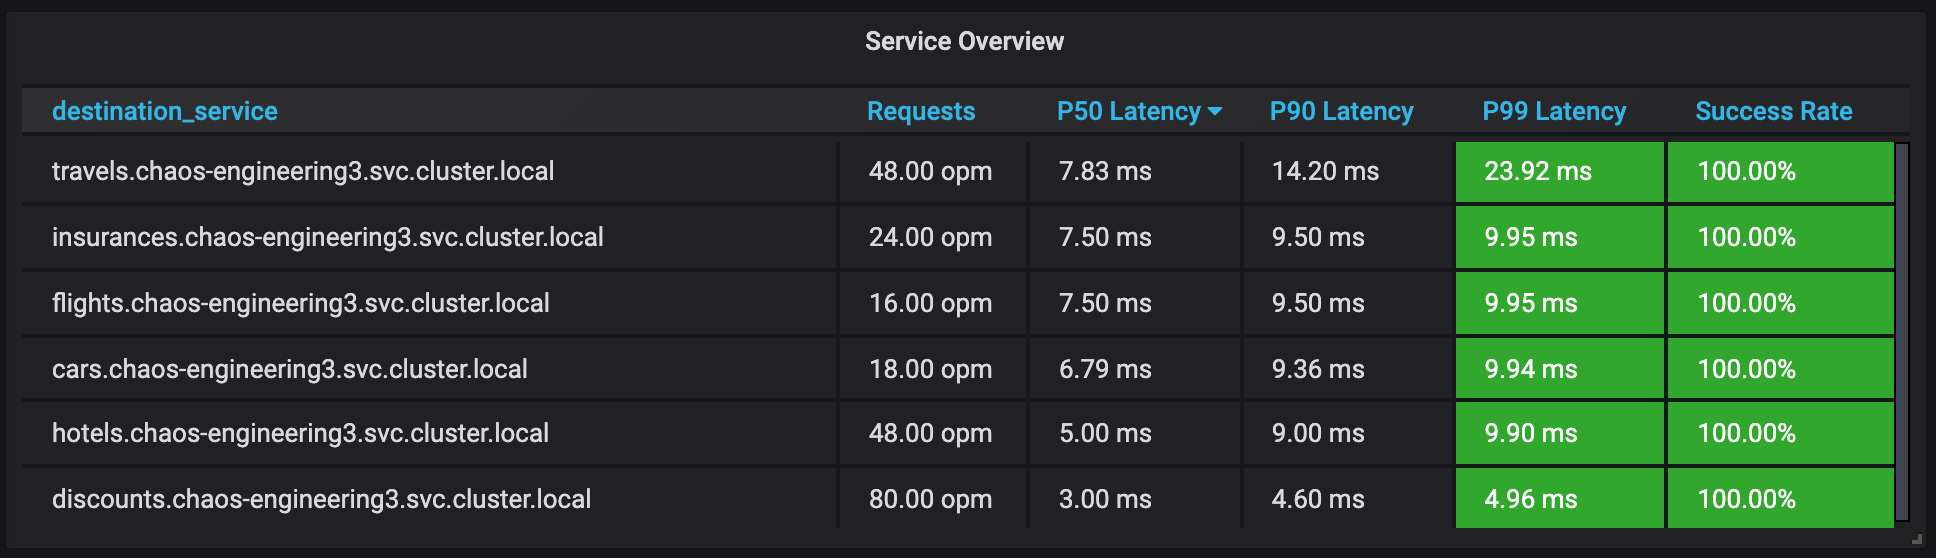 Service Overview
destination_service Requests P50 Latency P90 Latency P99 Latency Success Rate
travels.chaos-engineering3.svc.cluster.local 48.00 opm 7.83 ms 14.20 ms 23.92 ms 100.00%
insurances.chaos-engineering3.svc.cluster.local 24.00 opm 7.50 ms 9.50 ms 9.95 ms 100.00%
flights.chaos-engineering3.svc.cluster.local 16.00 opm 7.50 ms 9.50 ms 9.95 ms 100.00%
cars.chaos-engineering3.svc.cluster.local 18.00 opm 6.79 ms 9.36 ms 9.94 ms 100.00%
hotels.chaos-engineering3.svc.cluster.local 48.00 opm 5.00 ms 9.00 ms 9.90 ms 100.00%
discounts.chaos-engineering3.svc.cluster.local 80.00 opm 3.00 ms 4.60 ms 4.96 ms 100.00%